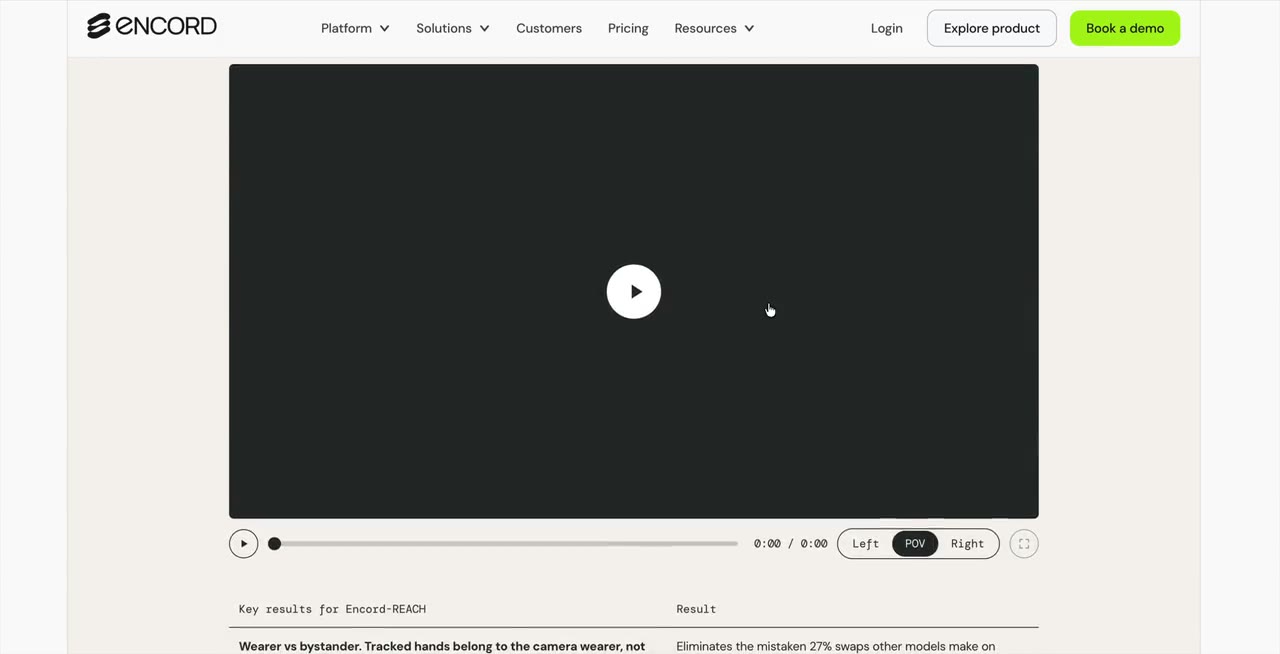 ENCORD
Platform Solutions Customers Pricing Resources Login Explore product Book a demo
0:00 / 0:00 Left POV Right
Key results for Encord-REACH Result
Wearer vs bystander. Tracked hands belong to the camera wearer, not Eliminates the mistaken 27% swaps other models make on